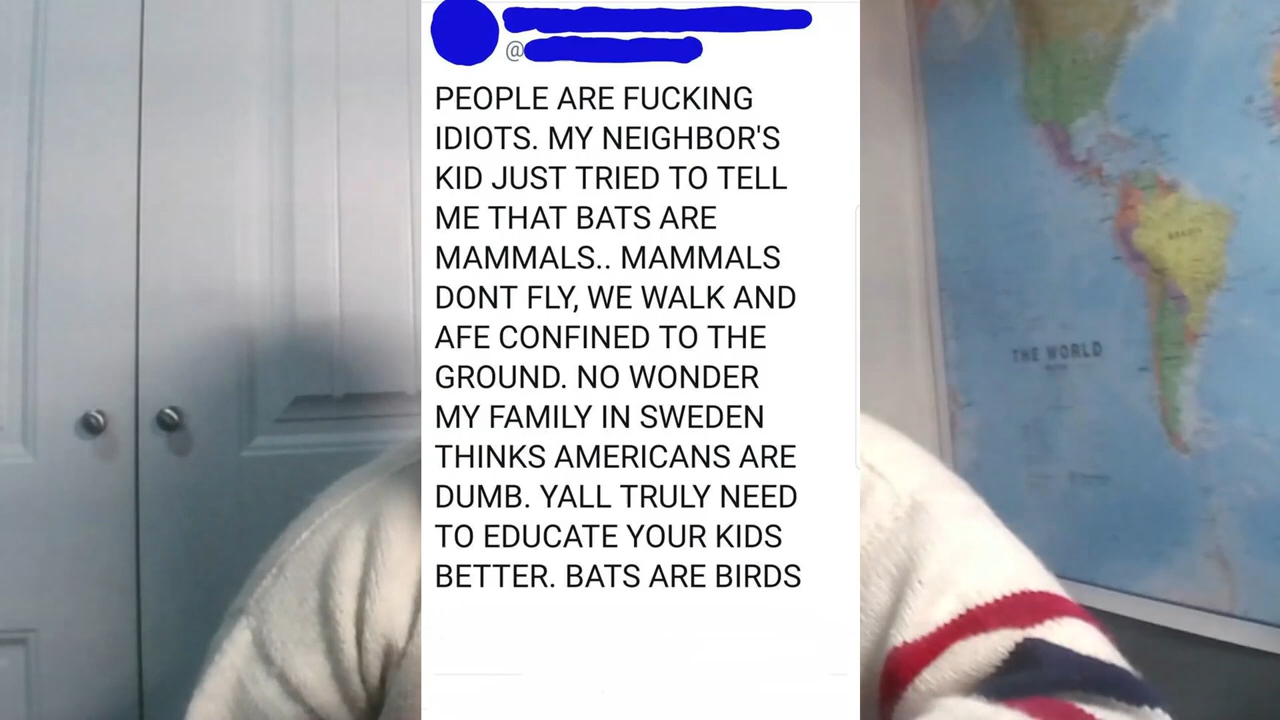 @
PEOPLE ARE FUCKING
IDIOTS. MY NEIGHBOR'S
KID JUST TRIED TO TELL
ME THAT BATS ARE
MAMMALS.. MAMMALS
DONT FLY, WE WALK AND
AFE CONFINED TO THE
GROUND. NO WONDER
MY FAMILY IN SWEDEN
THINKS AMERICANS ARE
DUMB. YALL TRULY NEED
TO EDUCATE YOUR KIDS
BETTER. BATS ARE BIRDS
BRAZIL
THE WORLD